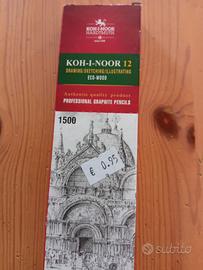 KOH-I-NOOR
HARDTMUTH
KOH-I-NOOR 12
DRAWING/SKETCHING/ILLUSTRATING
ECO-WOOD
Authentic quality product
PROFESSIONAL GRAPHITE PENCILS
1500
€ 0.95
subito